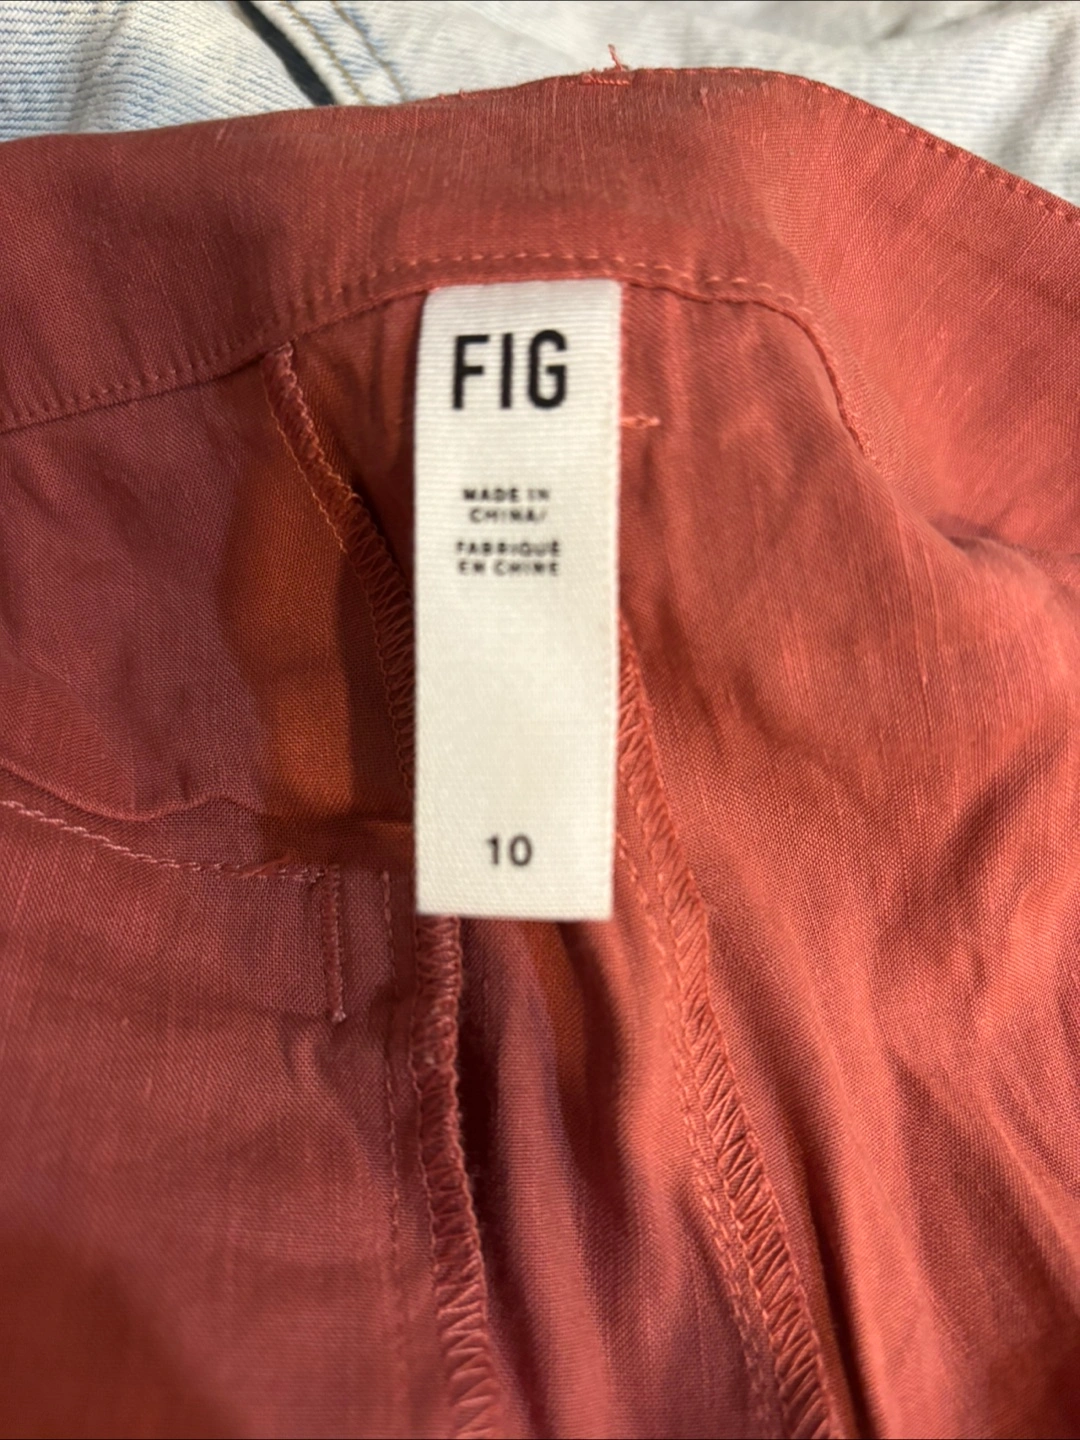 FIG
MADE IN
CHINA/
FABRIQUÉ
EN CHINE
10